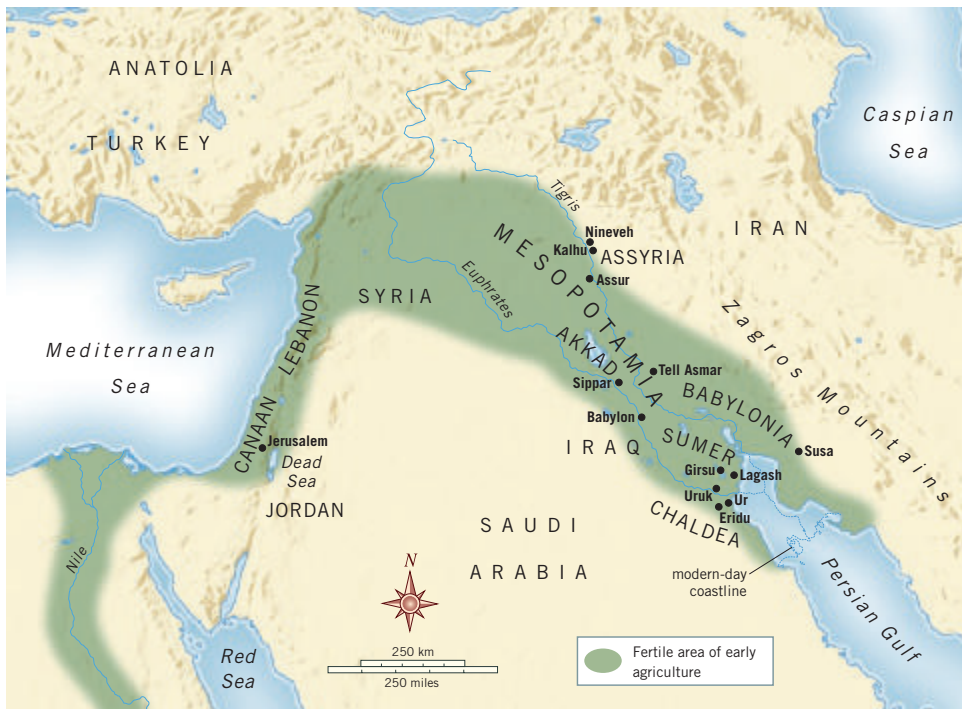 ANATOLIA
TURKEY
Caspian
Sea
Tigris
IRAN
Nineveh
Kalhu
ASSYRIA
Assur
MESOPOTAMIA
Euphrates
SYRIA
LEBANON
Mediterranean
Sea
Zagros Mountains
AKKAD
Tell Asmar
Sippar
BABYLONIA
Babylon
CANAAN
Jerusalem
IRAQ
SUMER
Susa
Dead
Sea
Girsu
Lagash
Uruk
Ur
Eridu
JORDAN
CHALDEA
SAUDI
ARABIA
Nile
N
modern-day
coastline
Persian Gulf
Red
Sea
250 km
250 miles
Fertile area of early
agriculture